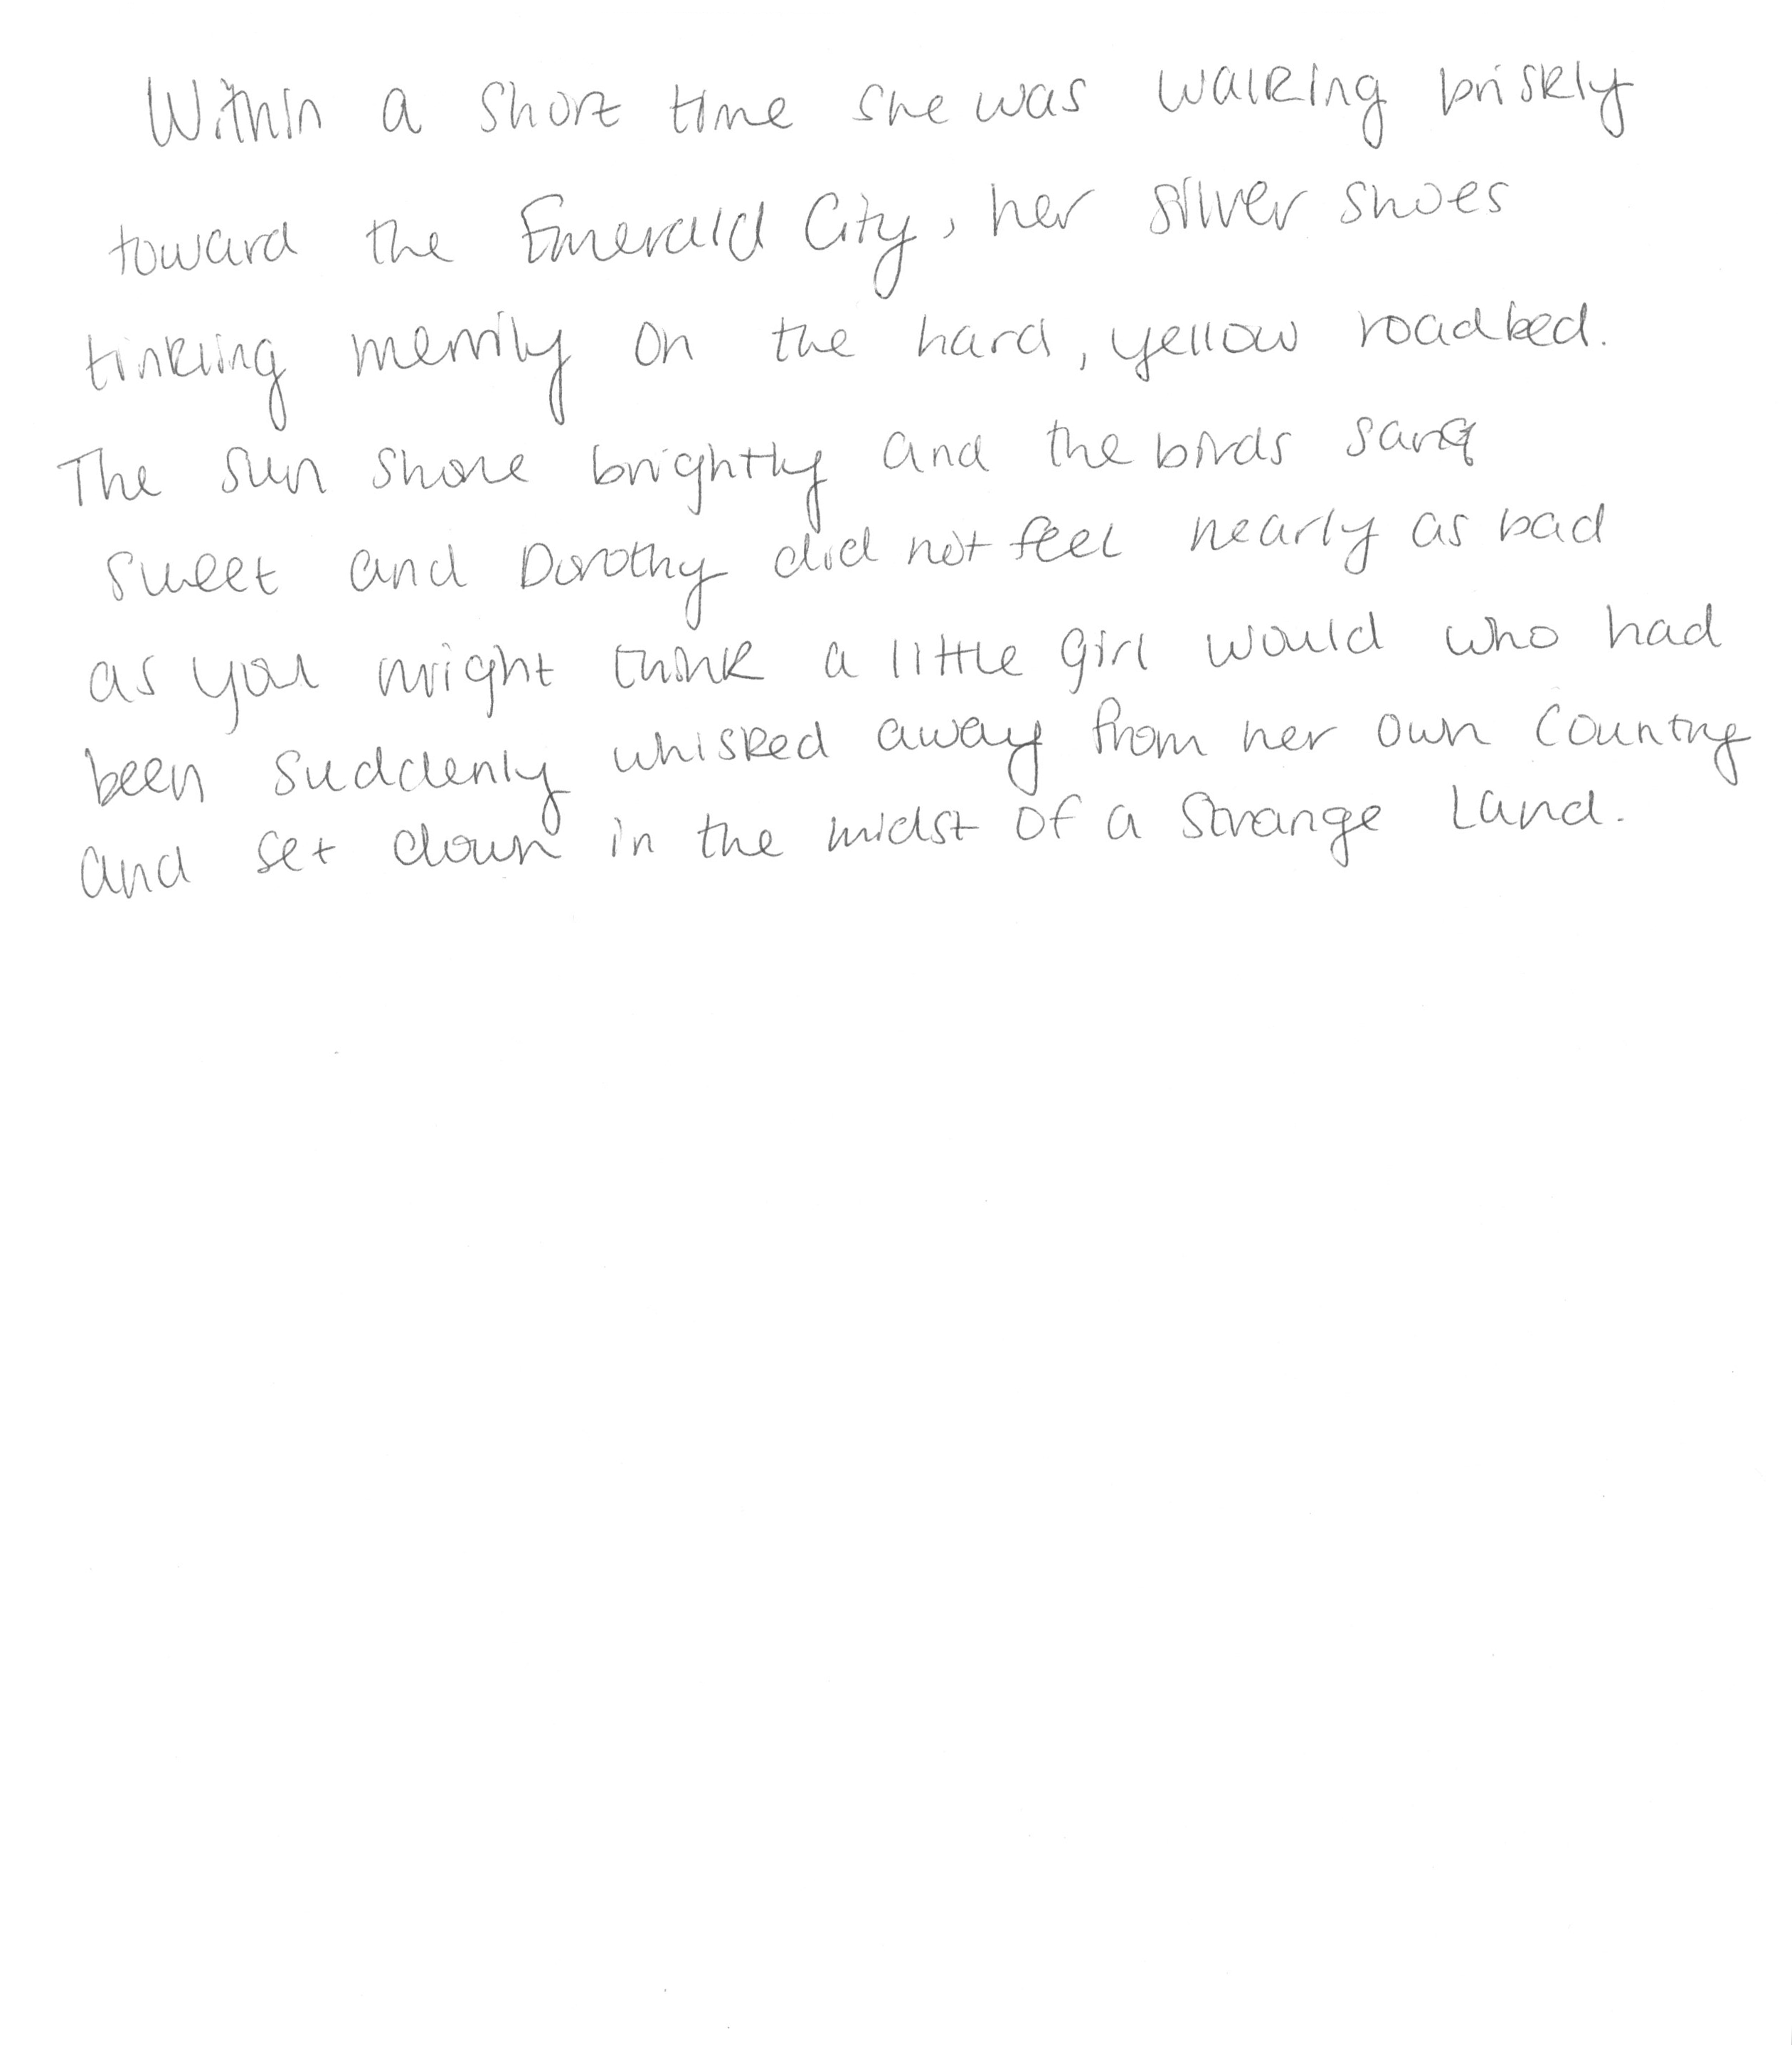 Within a short time she was walking briskly
toward the Emerald City, her silver shoes
tinkling merrily on the hard, yellow roadbed.
The sun shone brightly and the birds sang
sweet and Dorothy did not feel nearly as bad
as you might think a little girl would who had
been suddenly whisked away from her own country
and set down in the midst of a strange land.